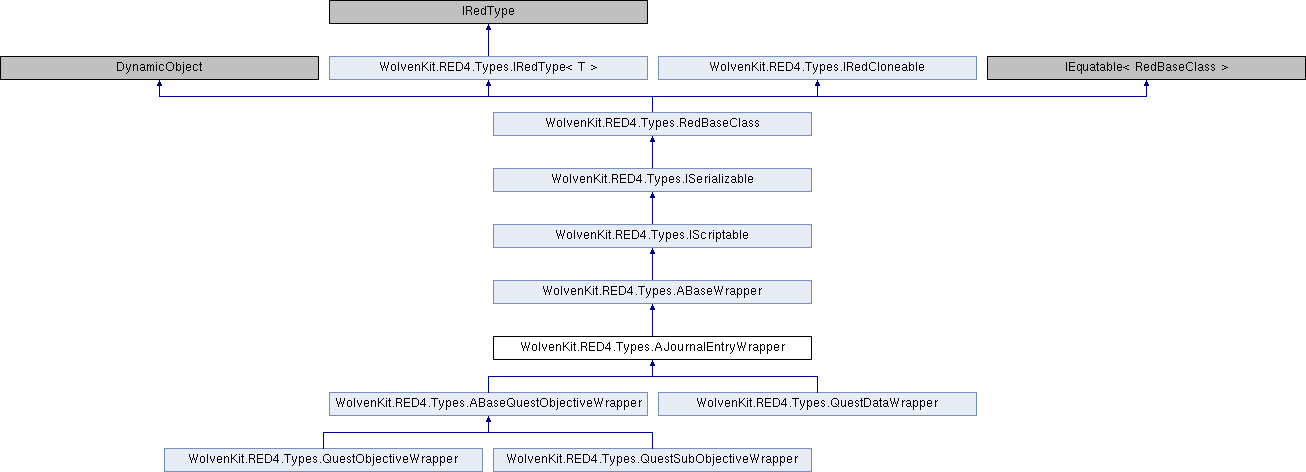 IRedType
DynamicObject
WolvenKit.RED4.Types.IRedType< T >
WolvenKit.RED4.Types.IRedCloneable
IEquatable< RedBaseClass >
WolvenKit.RED4.Types.RedBaseClass
WolvenKit.RED4.Types.ISerializable
WolvenKit.RED4.Types.IScriptable
WolvenKit.RED4.Types.ABaseWrapper
WolvenKit.RED4.Types.AJournalEntryWrapper
WolvenKit.RED4.Types.ABaseQuestObjectiveWrapper
WolvenKit.RED4.Types.QuestDataWrapper
WolvenKit.RED4.Types.QuestObjectiveWrapper
WolvenKit.RED4.Types.QuestSubObjectiveWrapper